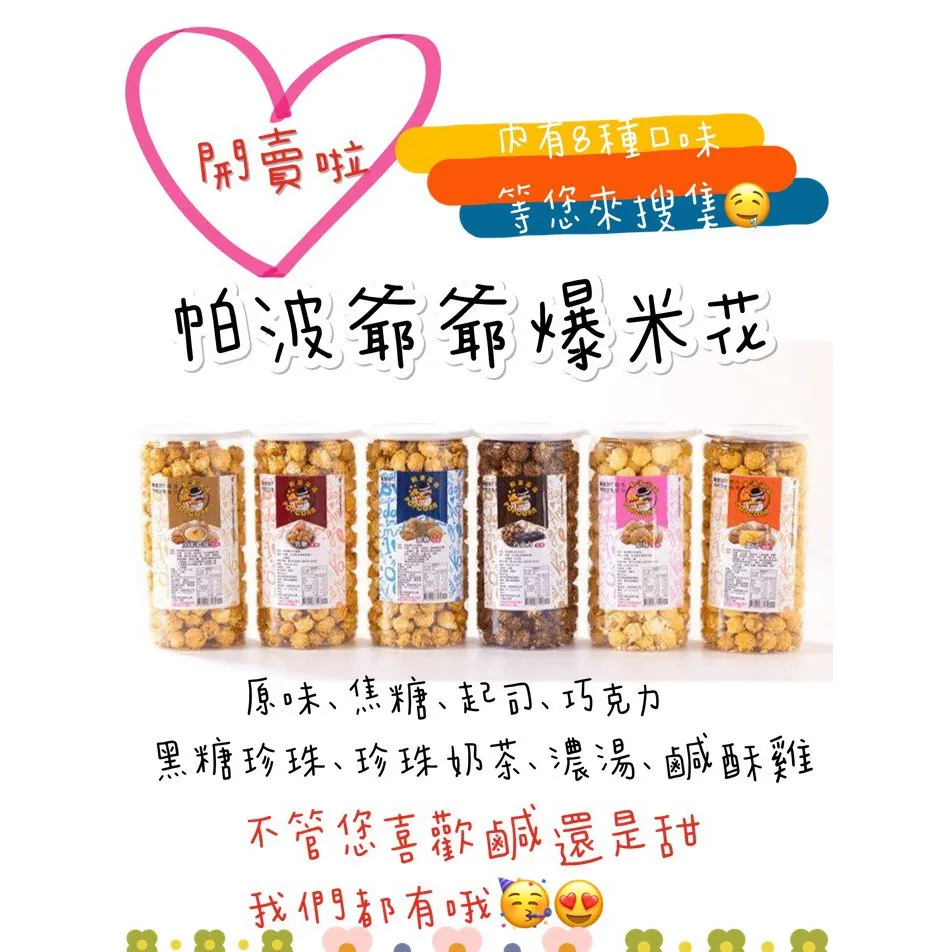 開賣啦
內有8種口味
等您來搜集🤤
帕波爺爺爆米花
原味、焦糖、起司、巧克力
黑糖珍珠、珍珠奶茶、濃湯、鹹酥雞
不管您喜歡鹹還是甜
我們都有哦🥳😍